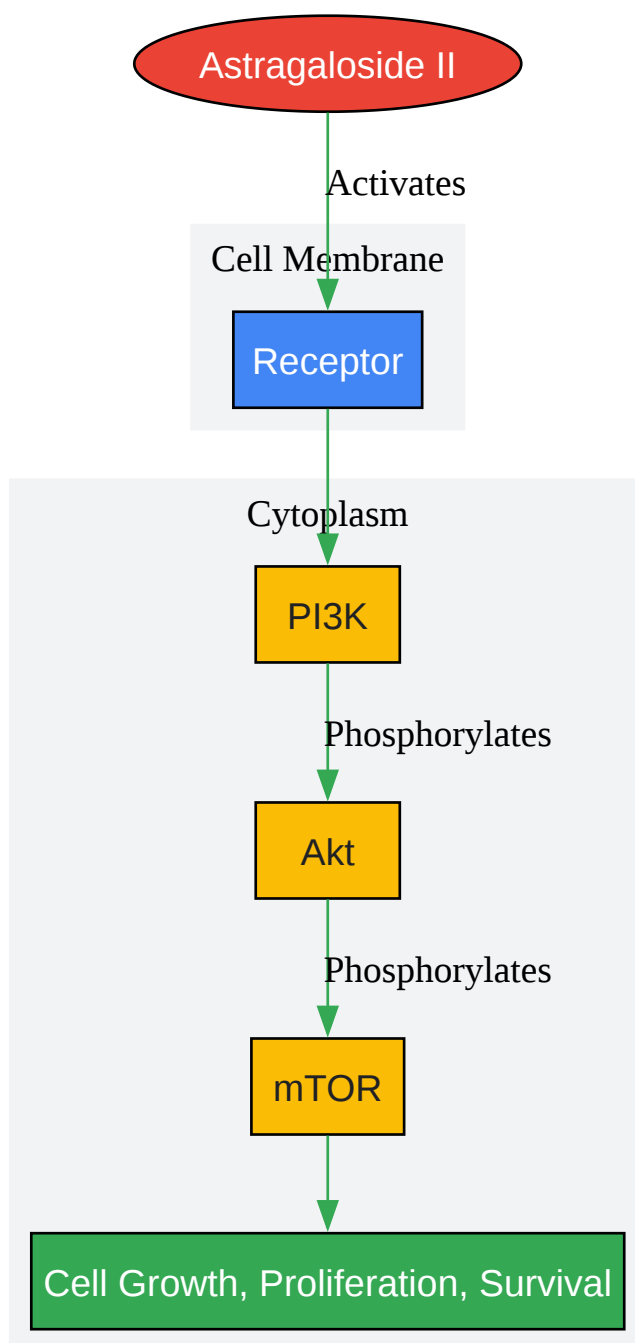 Astragaloside II
Activates
Cell Membrane
Receptor
Cytoplasm
PI3K
Phosphorylates
Akt
Phosphorylates
mTOR
Cell Growth, Proliferation, Survival